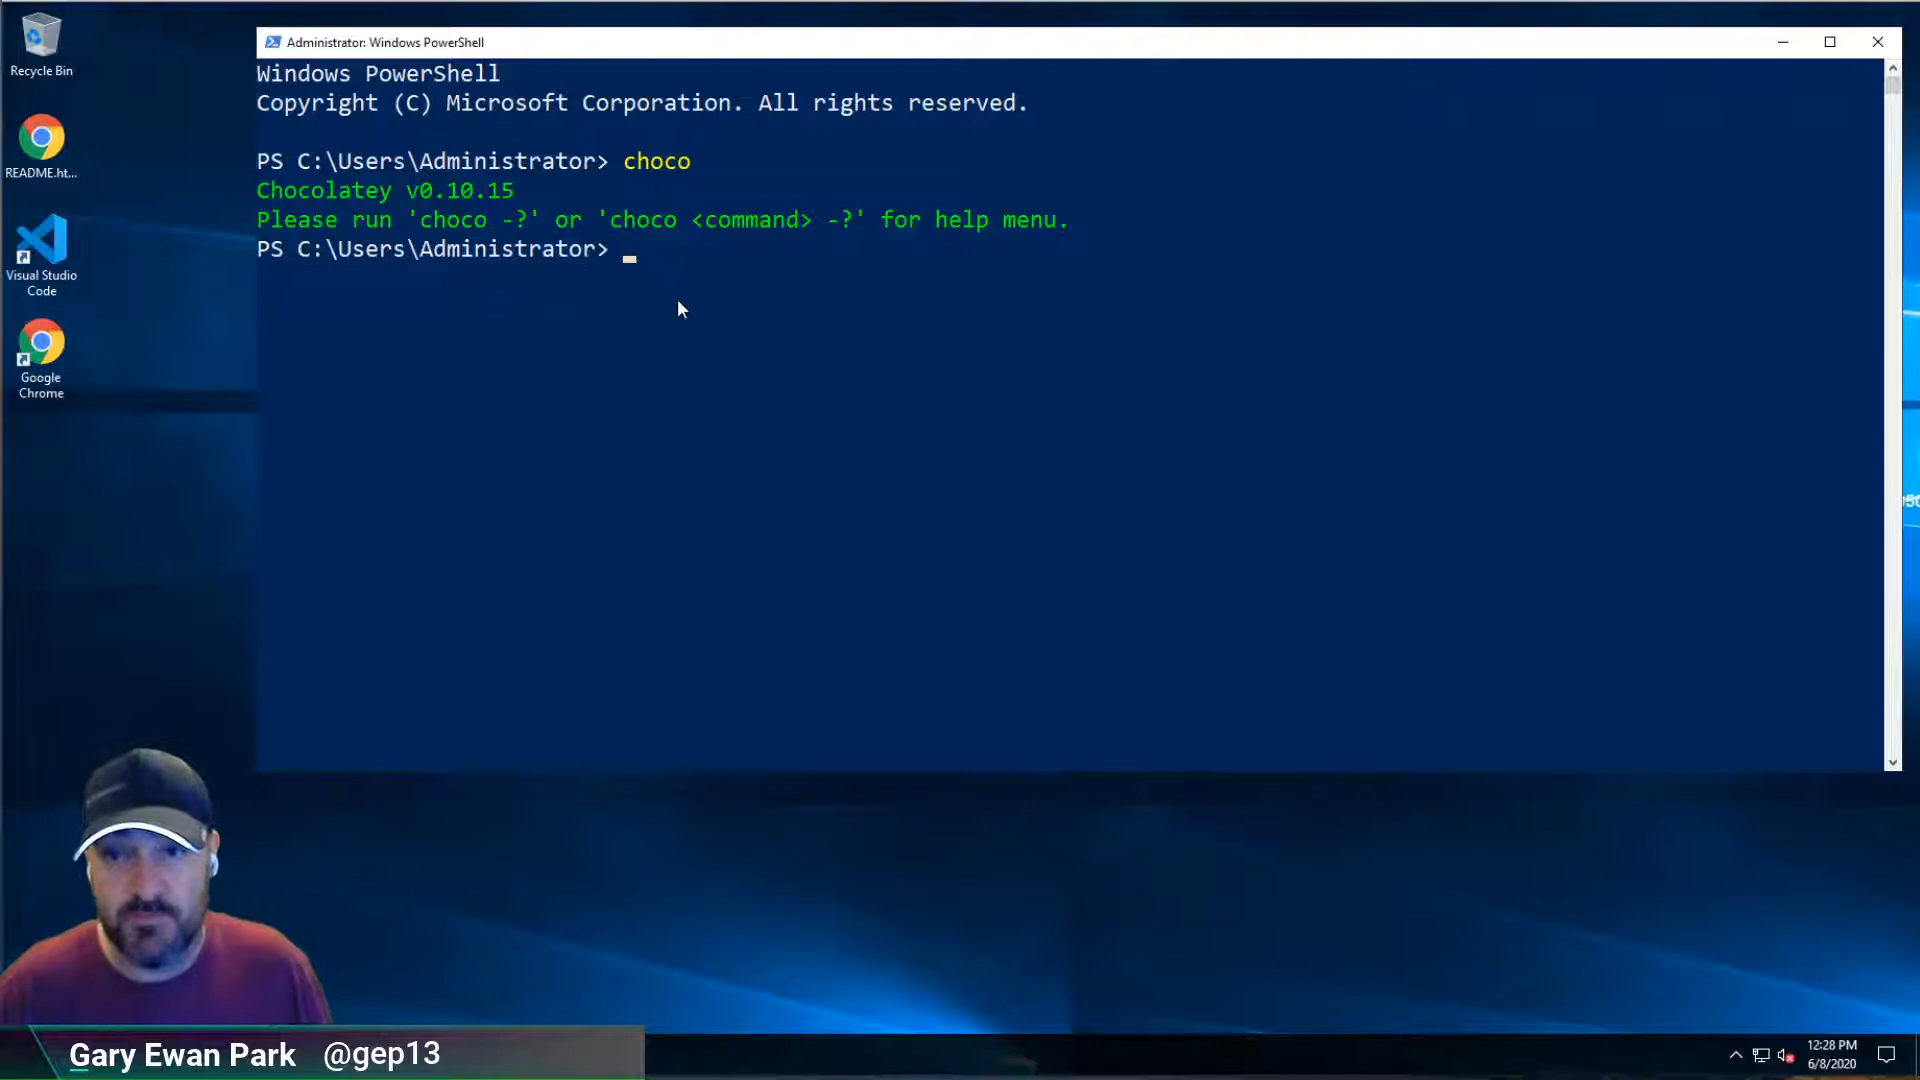 Recycle Bin
README.ht...
Visual Studio
Code
Google
Chrome
Administrator: Windows PowerShell
Windows PowerShell
Copyright (C) Microsoft Corporation. All rights reserved.
PS C:\Users\Administrator> choco
Chocolatey v0.10.15
Please run 'choco -?' or 'choco <command> -?' for help menu.
PS C:\Users\Administrator>
Gary Ewan Park @gep13
12:28 PM
6/8/2020